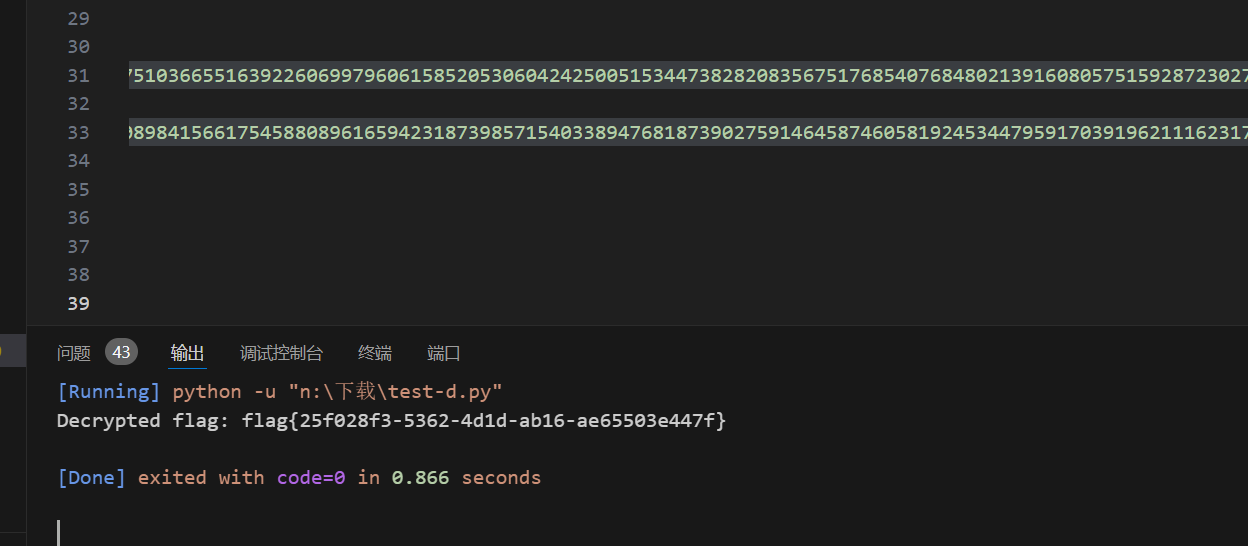 29
30
31 75103665516392260699796061585205306042425005153447382820835675176854076848021391608057515928723027
32
33 08984156617545880896165942318739857154033894768187390275914645874605819245344795917039196211162317
34
35
36
37
38
39
问题 43 输出 调试控制台 终端 端口
[Running] python -u "n:\下载\test-d.py"
Decrypted flag: flag{25f028f3-5362-4d1d-ab16-ae65503e447f}
[Done] exited with code=0 in 0.866 seconds